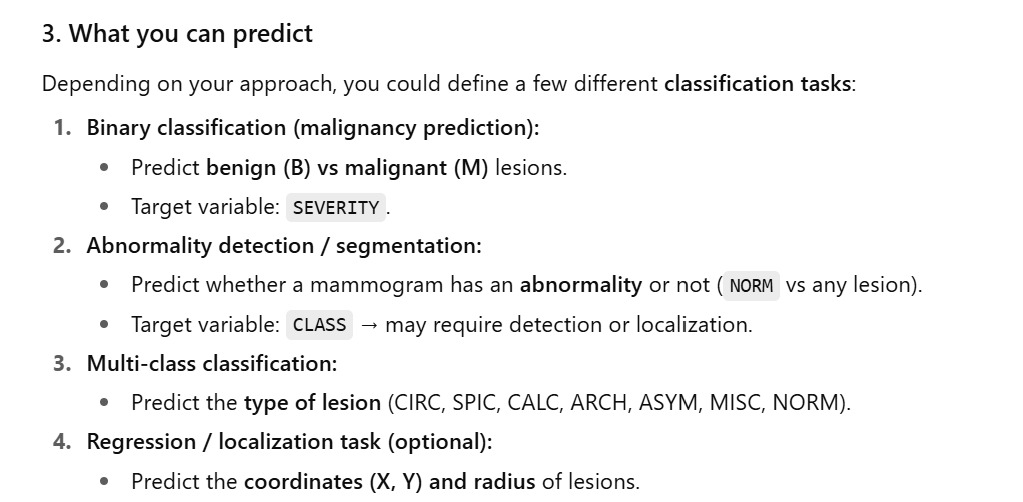 3. What you can predict
Depending on your approach, you could define a few different classification tasks:
1. Binary classification (malignancy prediction):
• Predict benign (B) vs malignant (M) lesions.
• Target variable: SEVERITY.
2. Abnormality detection / segmentation:
• Predict whether a mammogram has an abnormality or not (NORM vs any lesion).
• Target variable: CLASS → may require detection or localization.
3. Multi-class classification:
• Predict the type of lesion (CIRC, SPIC, CALC, ARCH, ASYM, MISC, NORM).
4. Regression / localization task (optional):
• Predict the coordinates (X, Y) and radius of lesions.